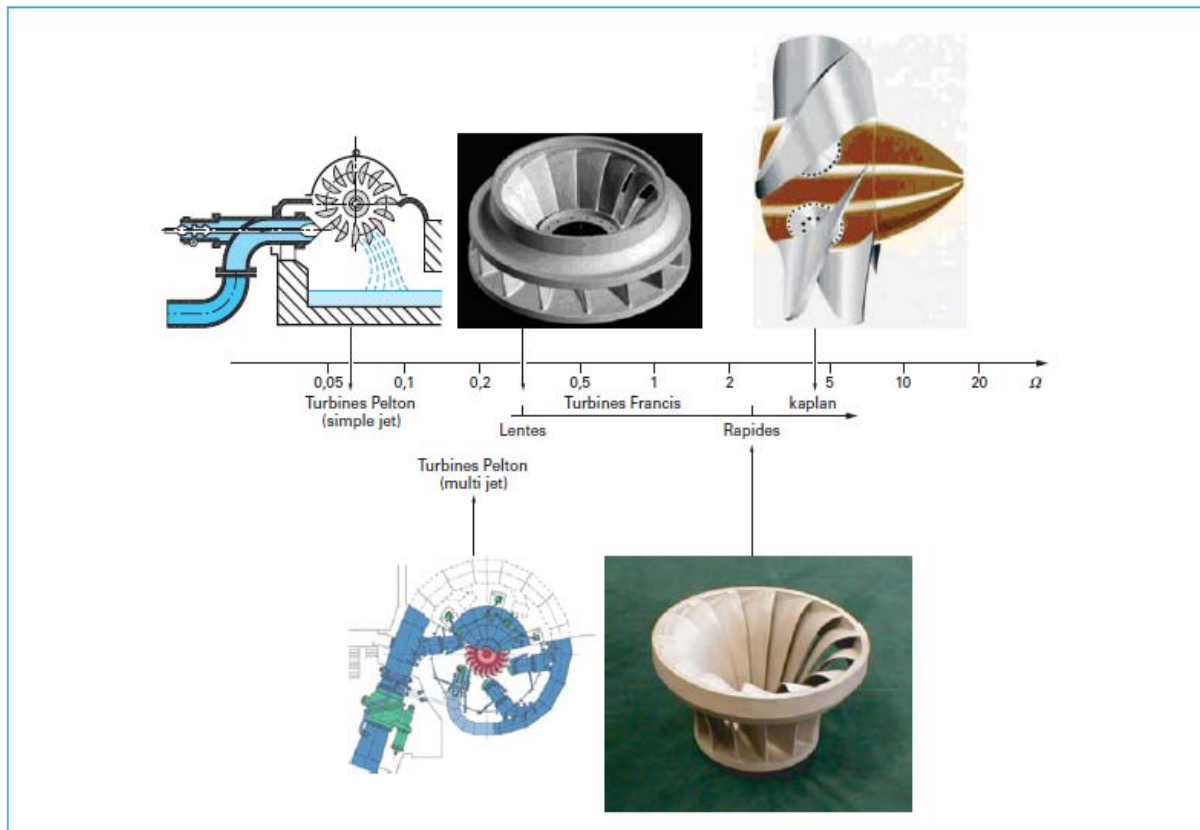 0,05 0,1 0,2 0,5 1 2 5 10 20 Ω
Turbines Pelton
(simple jet)
Turbines Francis
kaplan
Lentes
Rapides
Turbines Pelton
(multi jet)